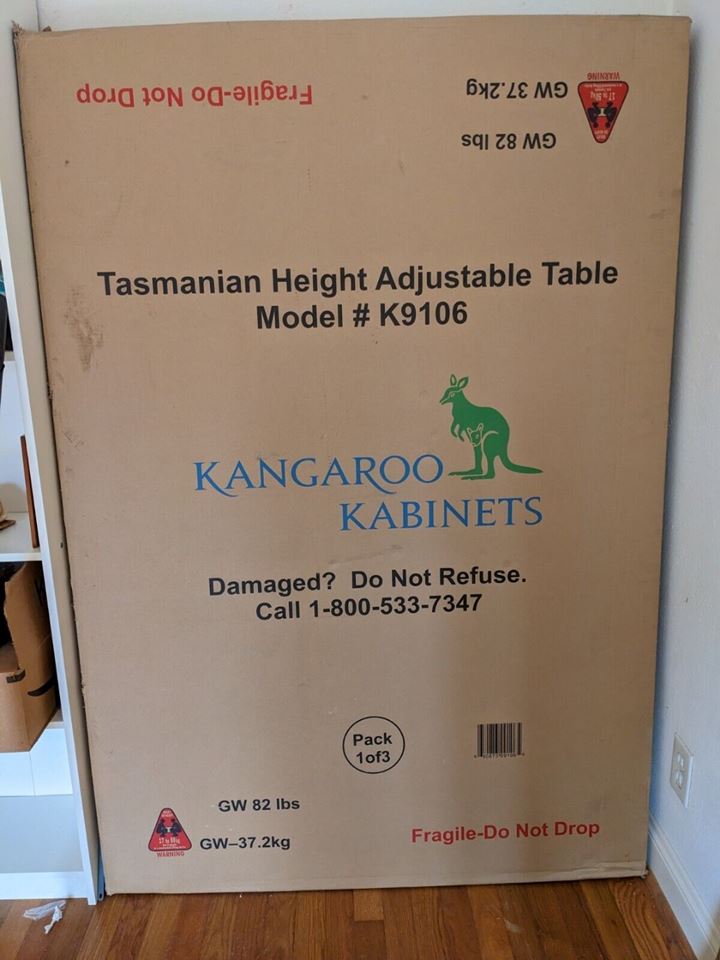 Fragile-Do Not Drop
GW 37.2kg
GW 82 lbs
WARNING
Tasmanian Height Adjustable Table
Model # K9106
KANGAROO
KABINETS
Damaged? Do Not Refuse.
Call 1-800-533-7347
Pack
1of3
GW 82 lbs
GW–37.2kg
WARNING
Fragile-Do Not Drop